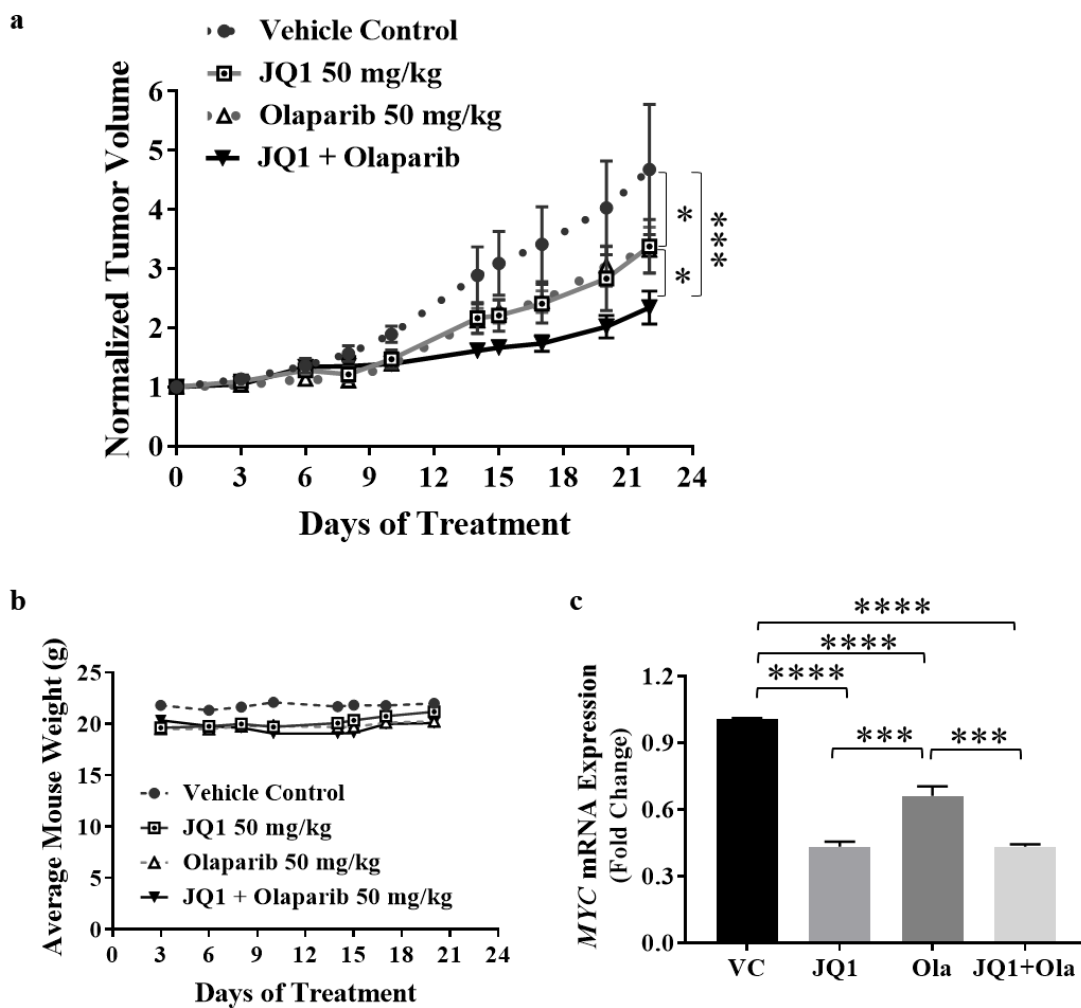 a
Vehicle Control
JQ1 50 mg/kg
Olaparib 50 mg/kg
JQ1 + Olaparib
Normalized Tumor Volume
6
5
4
3
2
1
0
0 3 6 9 12 15 18 21 24
Days of Treatment
*
***
*
b
Average Mouse Weight (g)
25
20
15
10
5
0
Vehicle Control
JQ1 50 mg/kg
Olaparib 50 mg/kg
JQ1 + Olaparib 50 mg/kg
0 3 6 9 12 15 18 21 24
Days of Treatment
c
****
****
****
*** ***
MYC mRNA Expression
(Fold Change)
1.2
0.9
0.6
0.3
0.0
VC JQ1 Ola JQ1+Ola